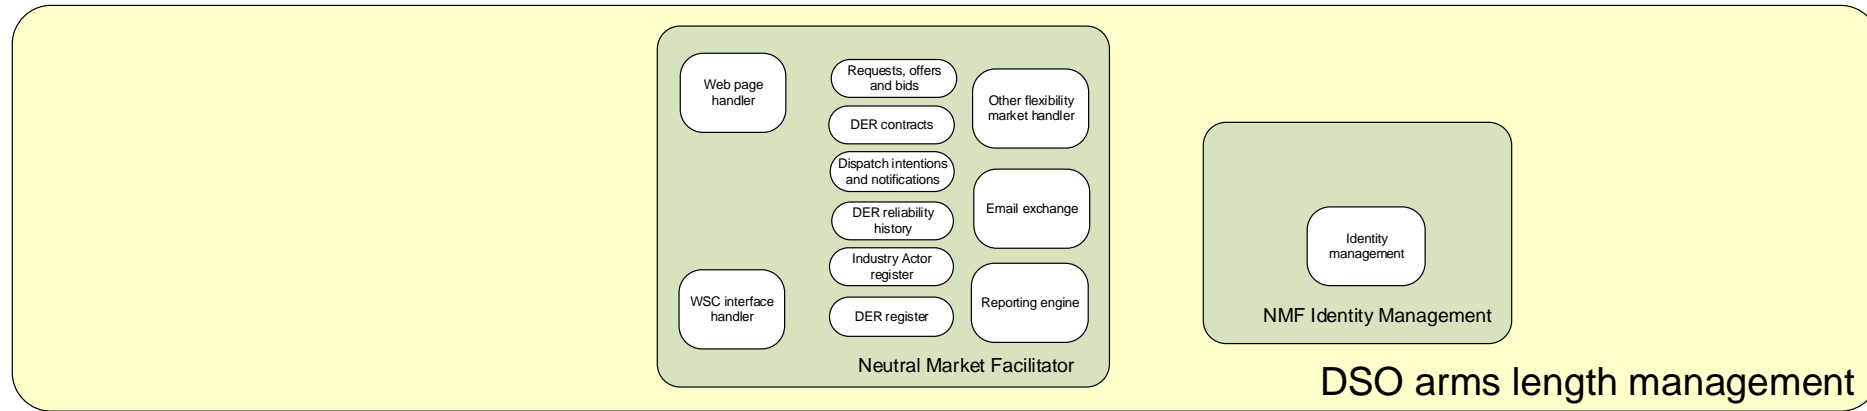 Web page
handler
WSC interface
handler
Requests, offers
and bids
DER contracts
Dispatch intentions
and notifications
DER reliability
history
Industry Actor
register
DER register
Other flexibility
market handler
Email exchange
Reporting engine
Neutral Market Facilitator
Identity
management
NMF Identity Management
DSO arms length management